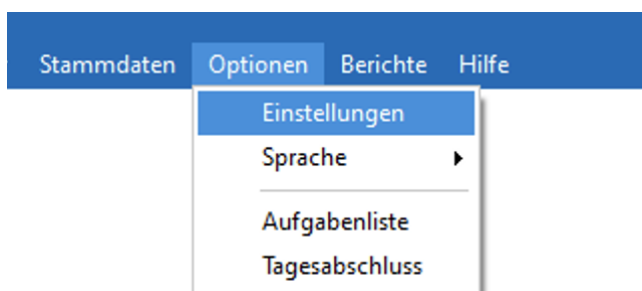 Stammdaten Optionen Berichte Hilfe
Einstellungen
Sprache
Aufgabenliste
Tagesabschluss